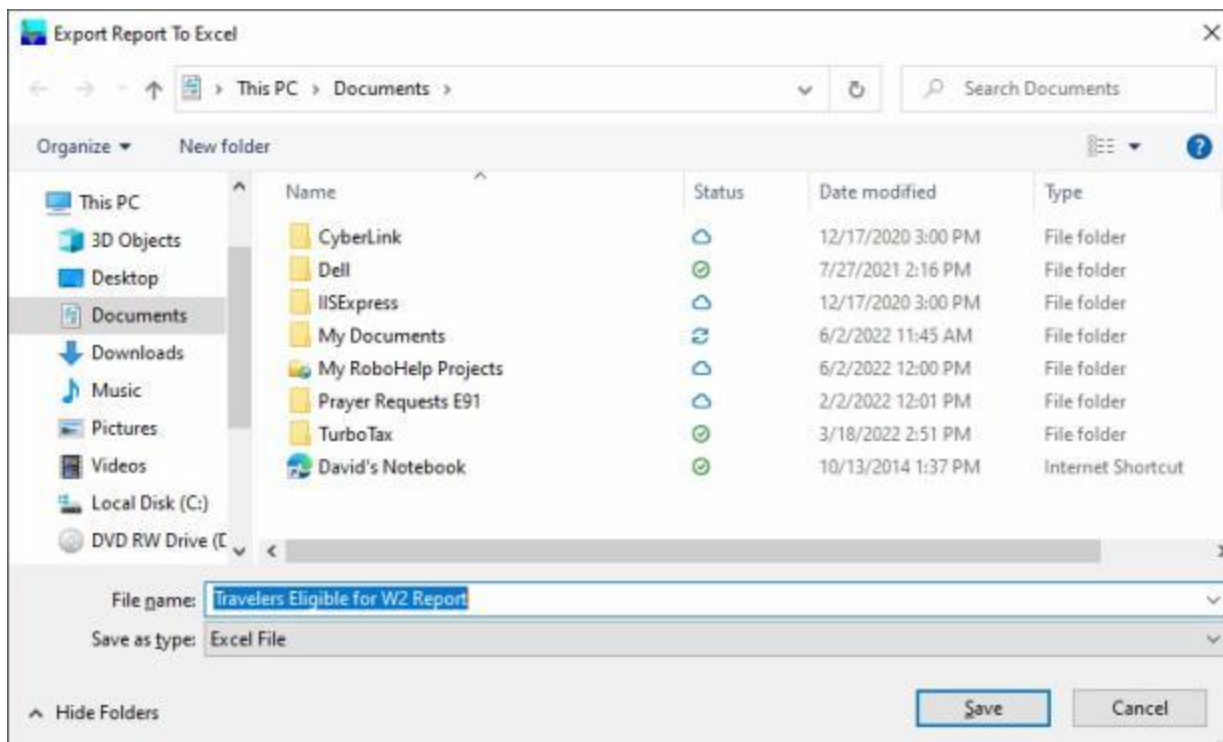 Export Report To Excel
This PC > Documents >
Search Documents
Organize
New folder
Name
Status
Date modified
Type
This PC
3D Objects
Desktop
Documents
Downloads
Music
Pictures
Videos
Local Disk (C:)
DVD RW Drive (D
CyberLink 12/17/2020 3:00 PM File folder
Dell 7/27/2021 2:16 PM File folder
IISExpress 12/17/2020 3:00 PM File folder
My Documents 6/2/2022 11:45 AM File folder
My RoboHelp Projects 6/2/2022 12:00 PM File folder
Prayer Requests E91 2/2/2022 12:01 PM File folder
TurboTax 3/18/2022 2:51 PM File folder
David's Notebook 10/13/2014 1:37 PM Internet Shortcut
File name: Travelers Eligible for W2 Report
Save as type: Excel File
Hide Folders
Save
Cancel